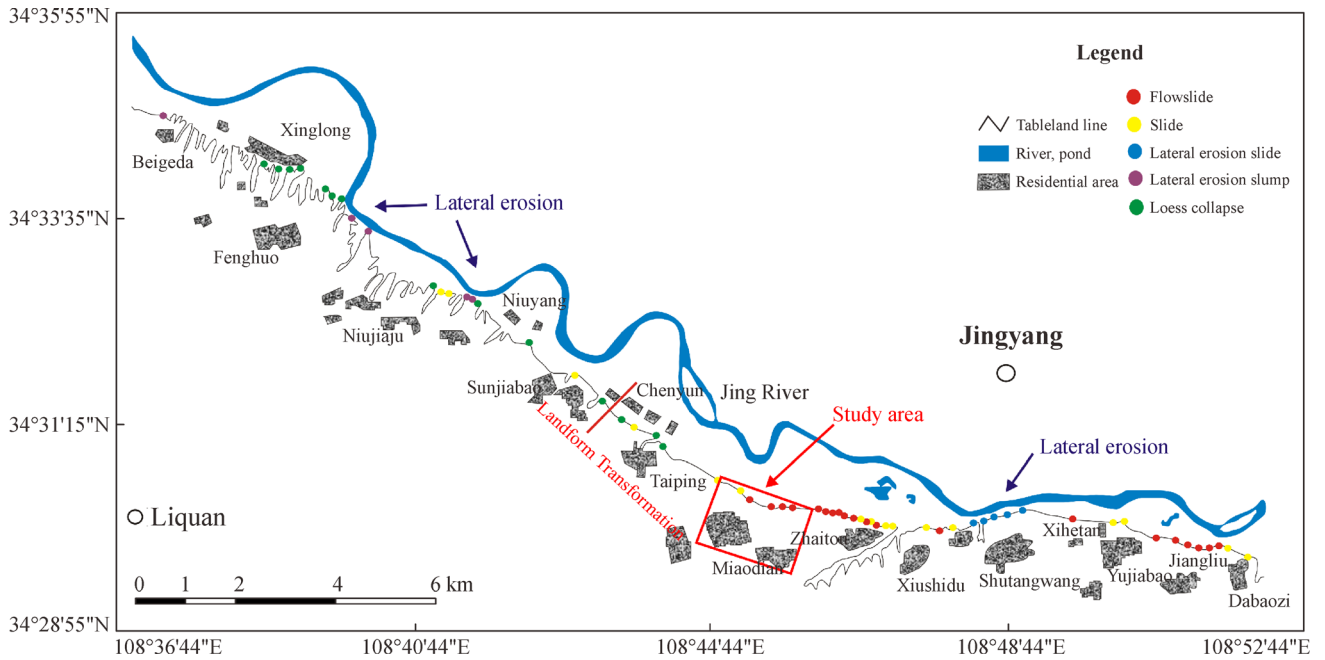 34°35'55"N
34°33'35"N
34°31'15"N
34°28'55"N
108°36'44"E
108°40'44"E
108°44'44"E
108°48'44"E
108°52'44"E
Legend
Tableland line
River, pond
Residential area
Flowslide
Slide
Lateral erosion slide
Lateral erosion slump
Loess collapse
Xinglong
Beigeda
Lateral erosion
Fenghuo
Niuyang
Niujiaju
Jingyang
Sunjiabao
Chenyun
Jing River
Landform Transformation
Study area
Lateral erosion
Taiping
Liquan
Zhaitou
Xihetan
Miaodian
Xiushidu
Shutangwang
Yujiabao
Jiangliu
Dabaozi
0 1 2 4 6 km